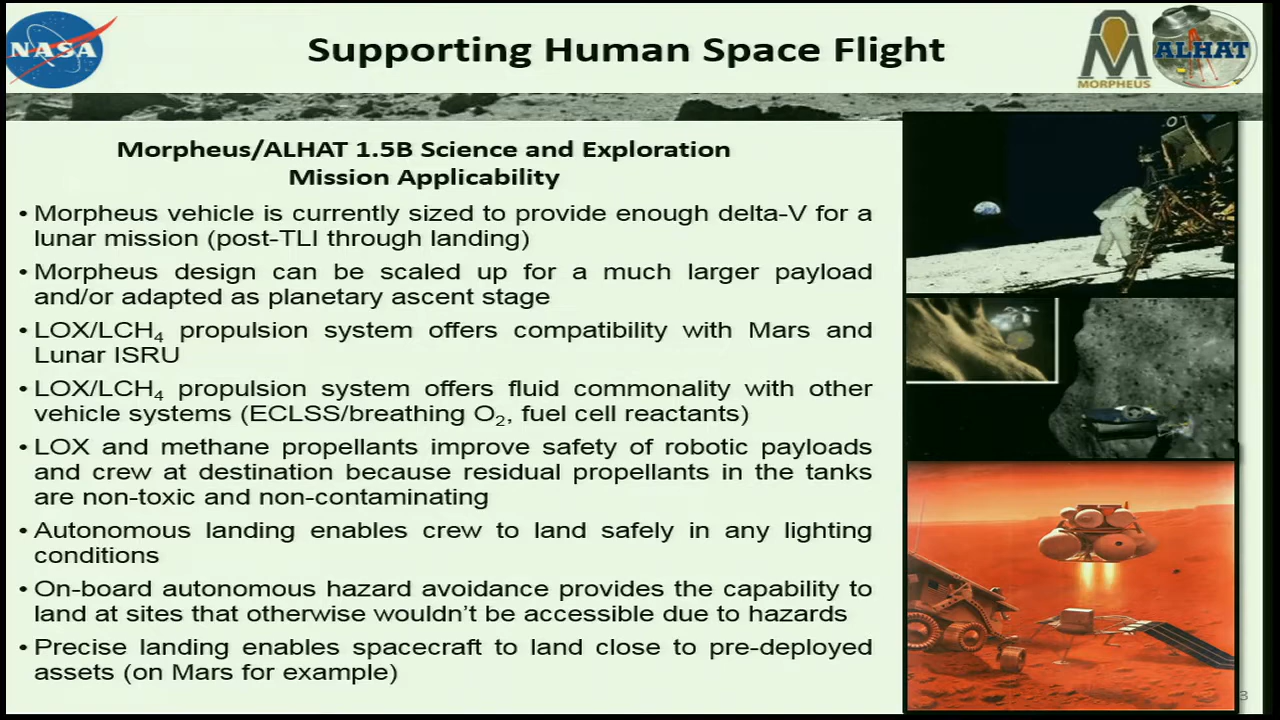 NASA
Supporting Human Space Flight
MORPHEUS
ALHAT
Morpheus/ALHAT 1.5B Science and Exploration
Mission Applicability
• Morpheus vehicle is currently sized to provide enough delta-V for a
lunar mission (post-TLI through landing)
• Morpheus design can be scaled up for a much larger payload
and/or adapted as planetary ascent stage
• LOX/LCH₄ propulsion system offers compatibility with Mars and
Lunar ISRU
• LOX/LCH₄ propulsion system offers fluid commonality with other
vehicle systems (ECLSS/breathing O₂, fuel cell reactants)
• LOX and methane propellants improve safety of robotic payloads
and crew at destination because residual propellants in the tanks
are non-toxic and non-contaminating
• Autonomous landing enables crew to land safely in any lighting
conditions
• On-board autonomous hazard avoidance provides the capability to
land at sites that otherwise wouldn't be accessible due to hazards
• Precise landing enables spacecraft to land close to pre-deployed
assets (on Mars for example)
3